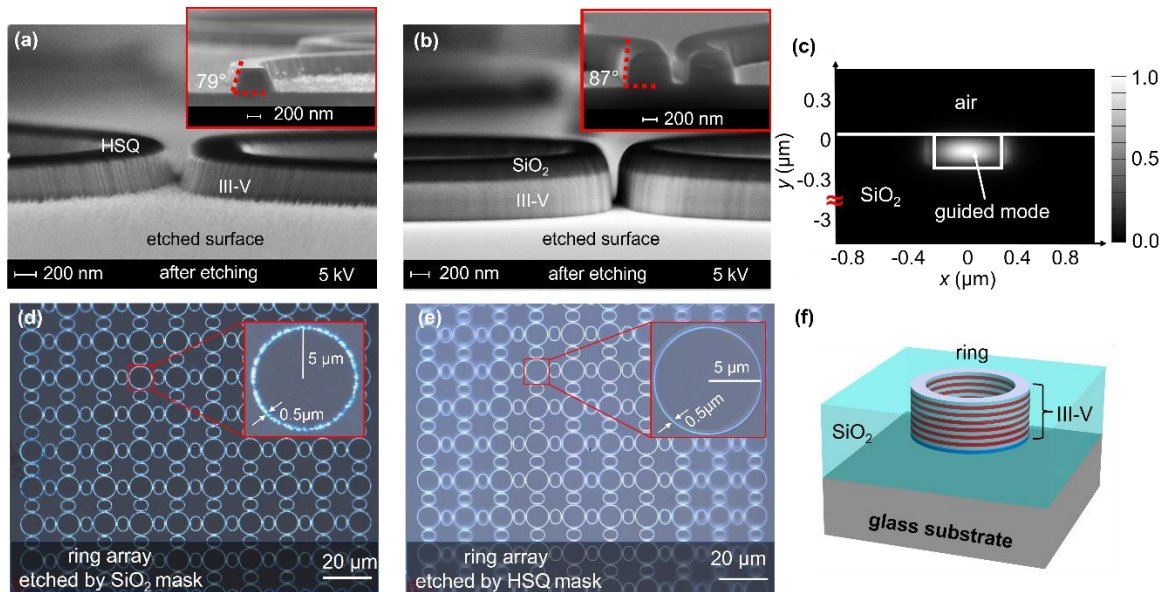 (a)
79°
200 nm
HSQ
III-V
etched surface
200 nm after etching 5 kV
(b)
87°
200 nm
SiO₂
III-V
etched surface
200 nm after etching 5 kV
(c)
1.0
0.5
0.0
0.3
0
-0.3
-3
y (μm)
air
SiO₂
guided mode
-0.8 -0.4 0 0.4 0.8
x (μm)
(d)
5 μm
0.5μm
ring array
etched by SiO₂ mask
20 μm
(e)
5 μm
0.5μm
ring array
etched by HSQ mask
20 μm
(f)
ring
III-V
SiO₂
glass substrate